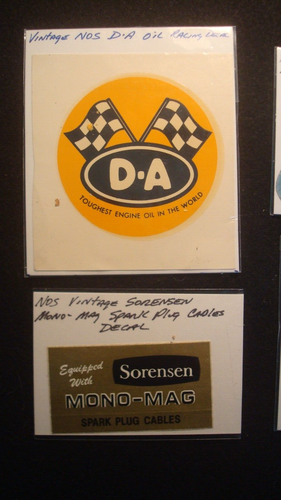 Vintage NOS D-A Oil Racing Decal
D-A
TOUGHEST ENGINE OIL IN THE WORLD
NOS Vintage Sorensen
Mono-Mag Spark Plug Cables
Decal
Equipped
With
Sorensen
MONO-MAG
SPARK PLUG CABLES